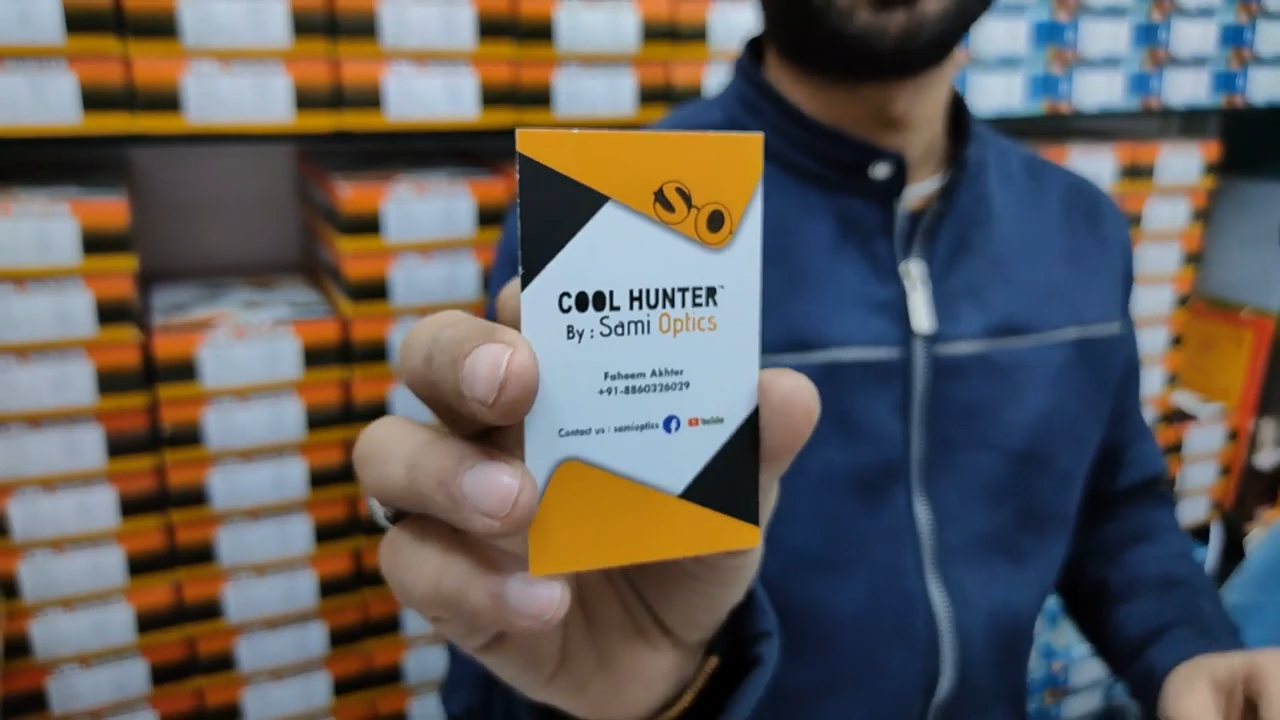 SO
COOL HUNTER™
By : Sami Optics
Faheem Akhter
+91-8860326029
Contact us : samioptics f YouTube